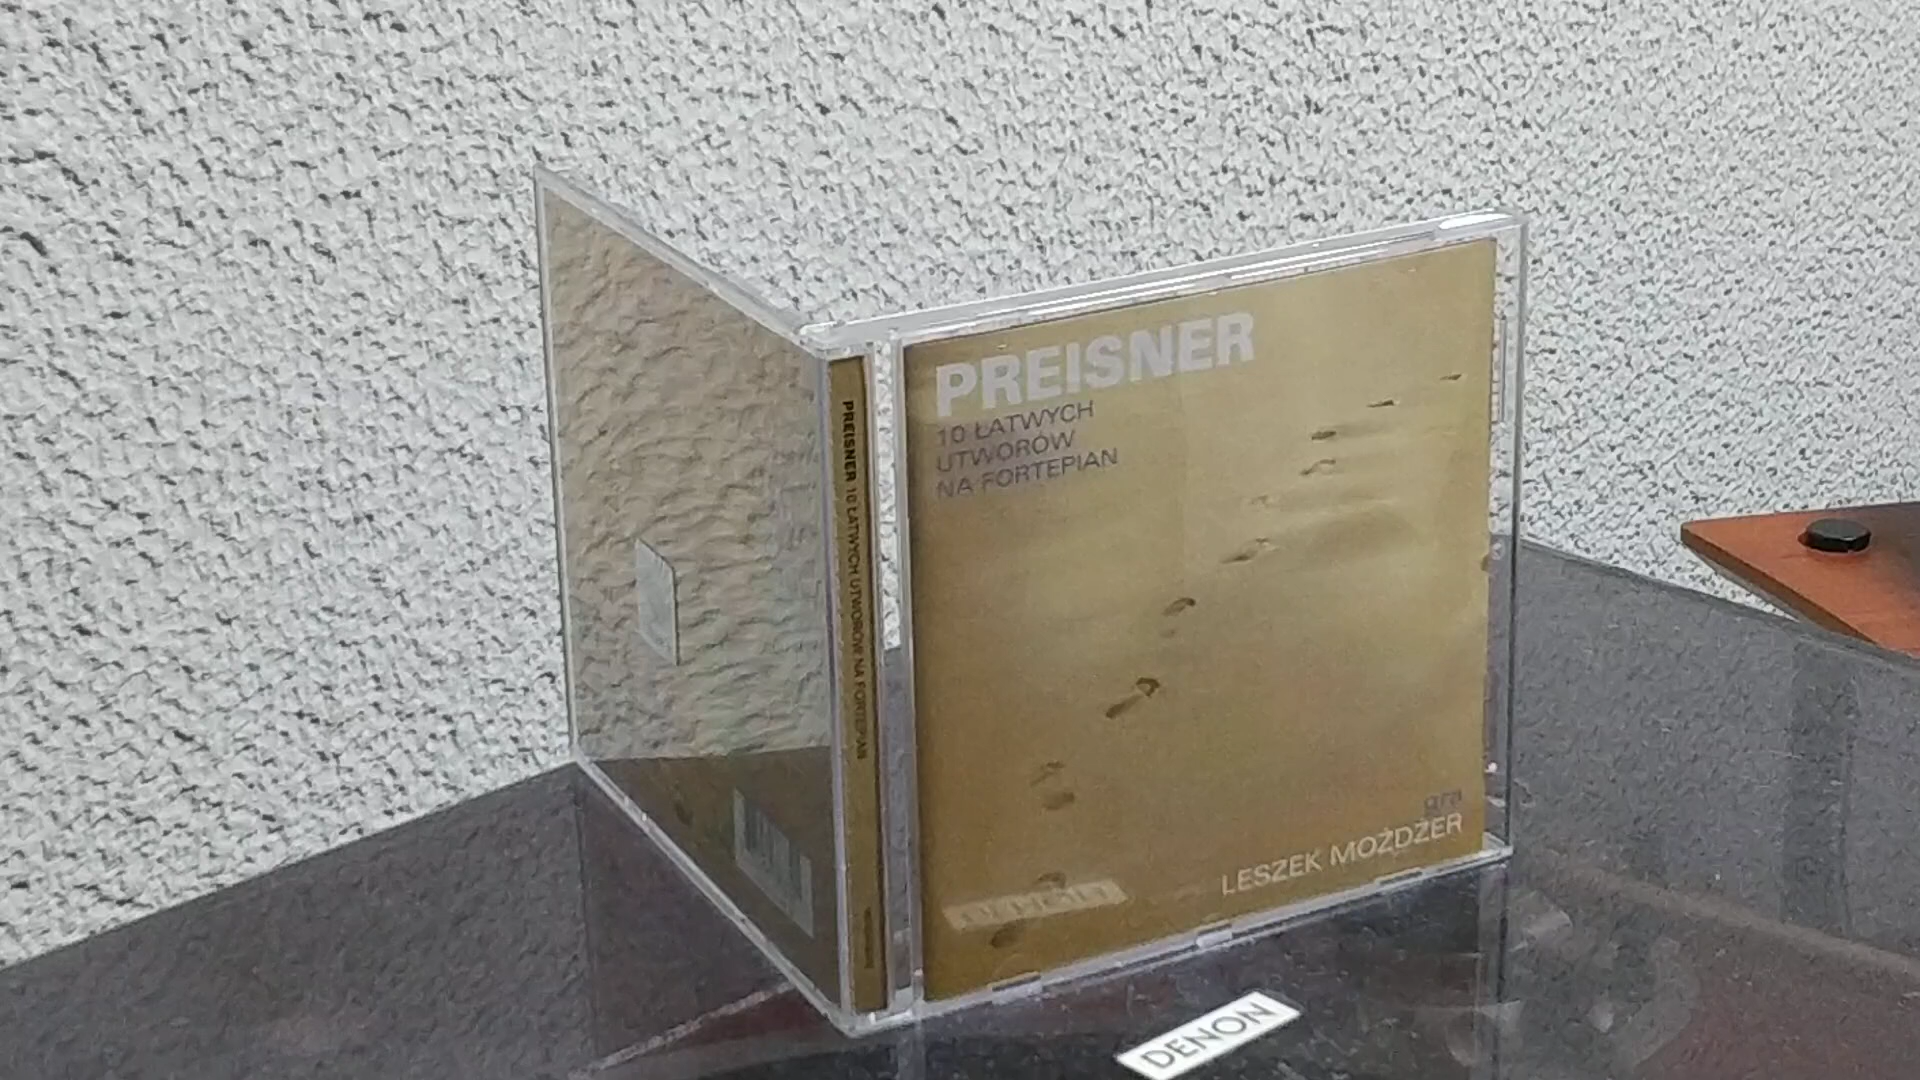 PREISNER
10 ŁATWYCH
UTWORÓW
NA FORTEPIAN
gra
LESZEK MOŻDŻER
PREISNER 10 ŁATWYCH UTWORÓW NA FORTEPIAN
DENON